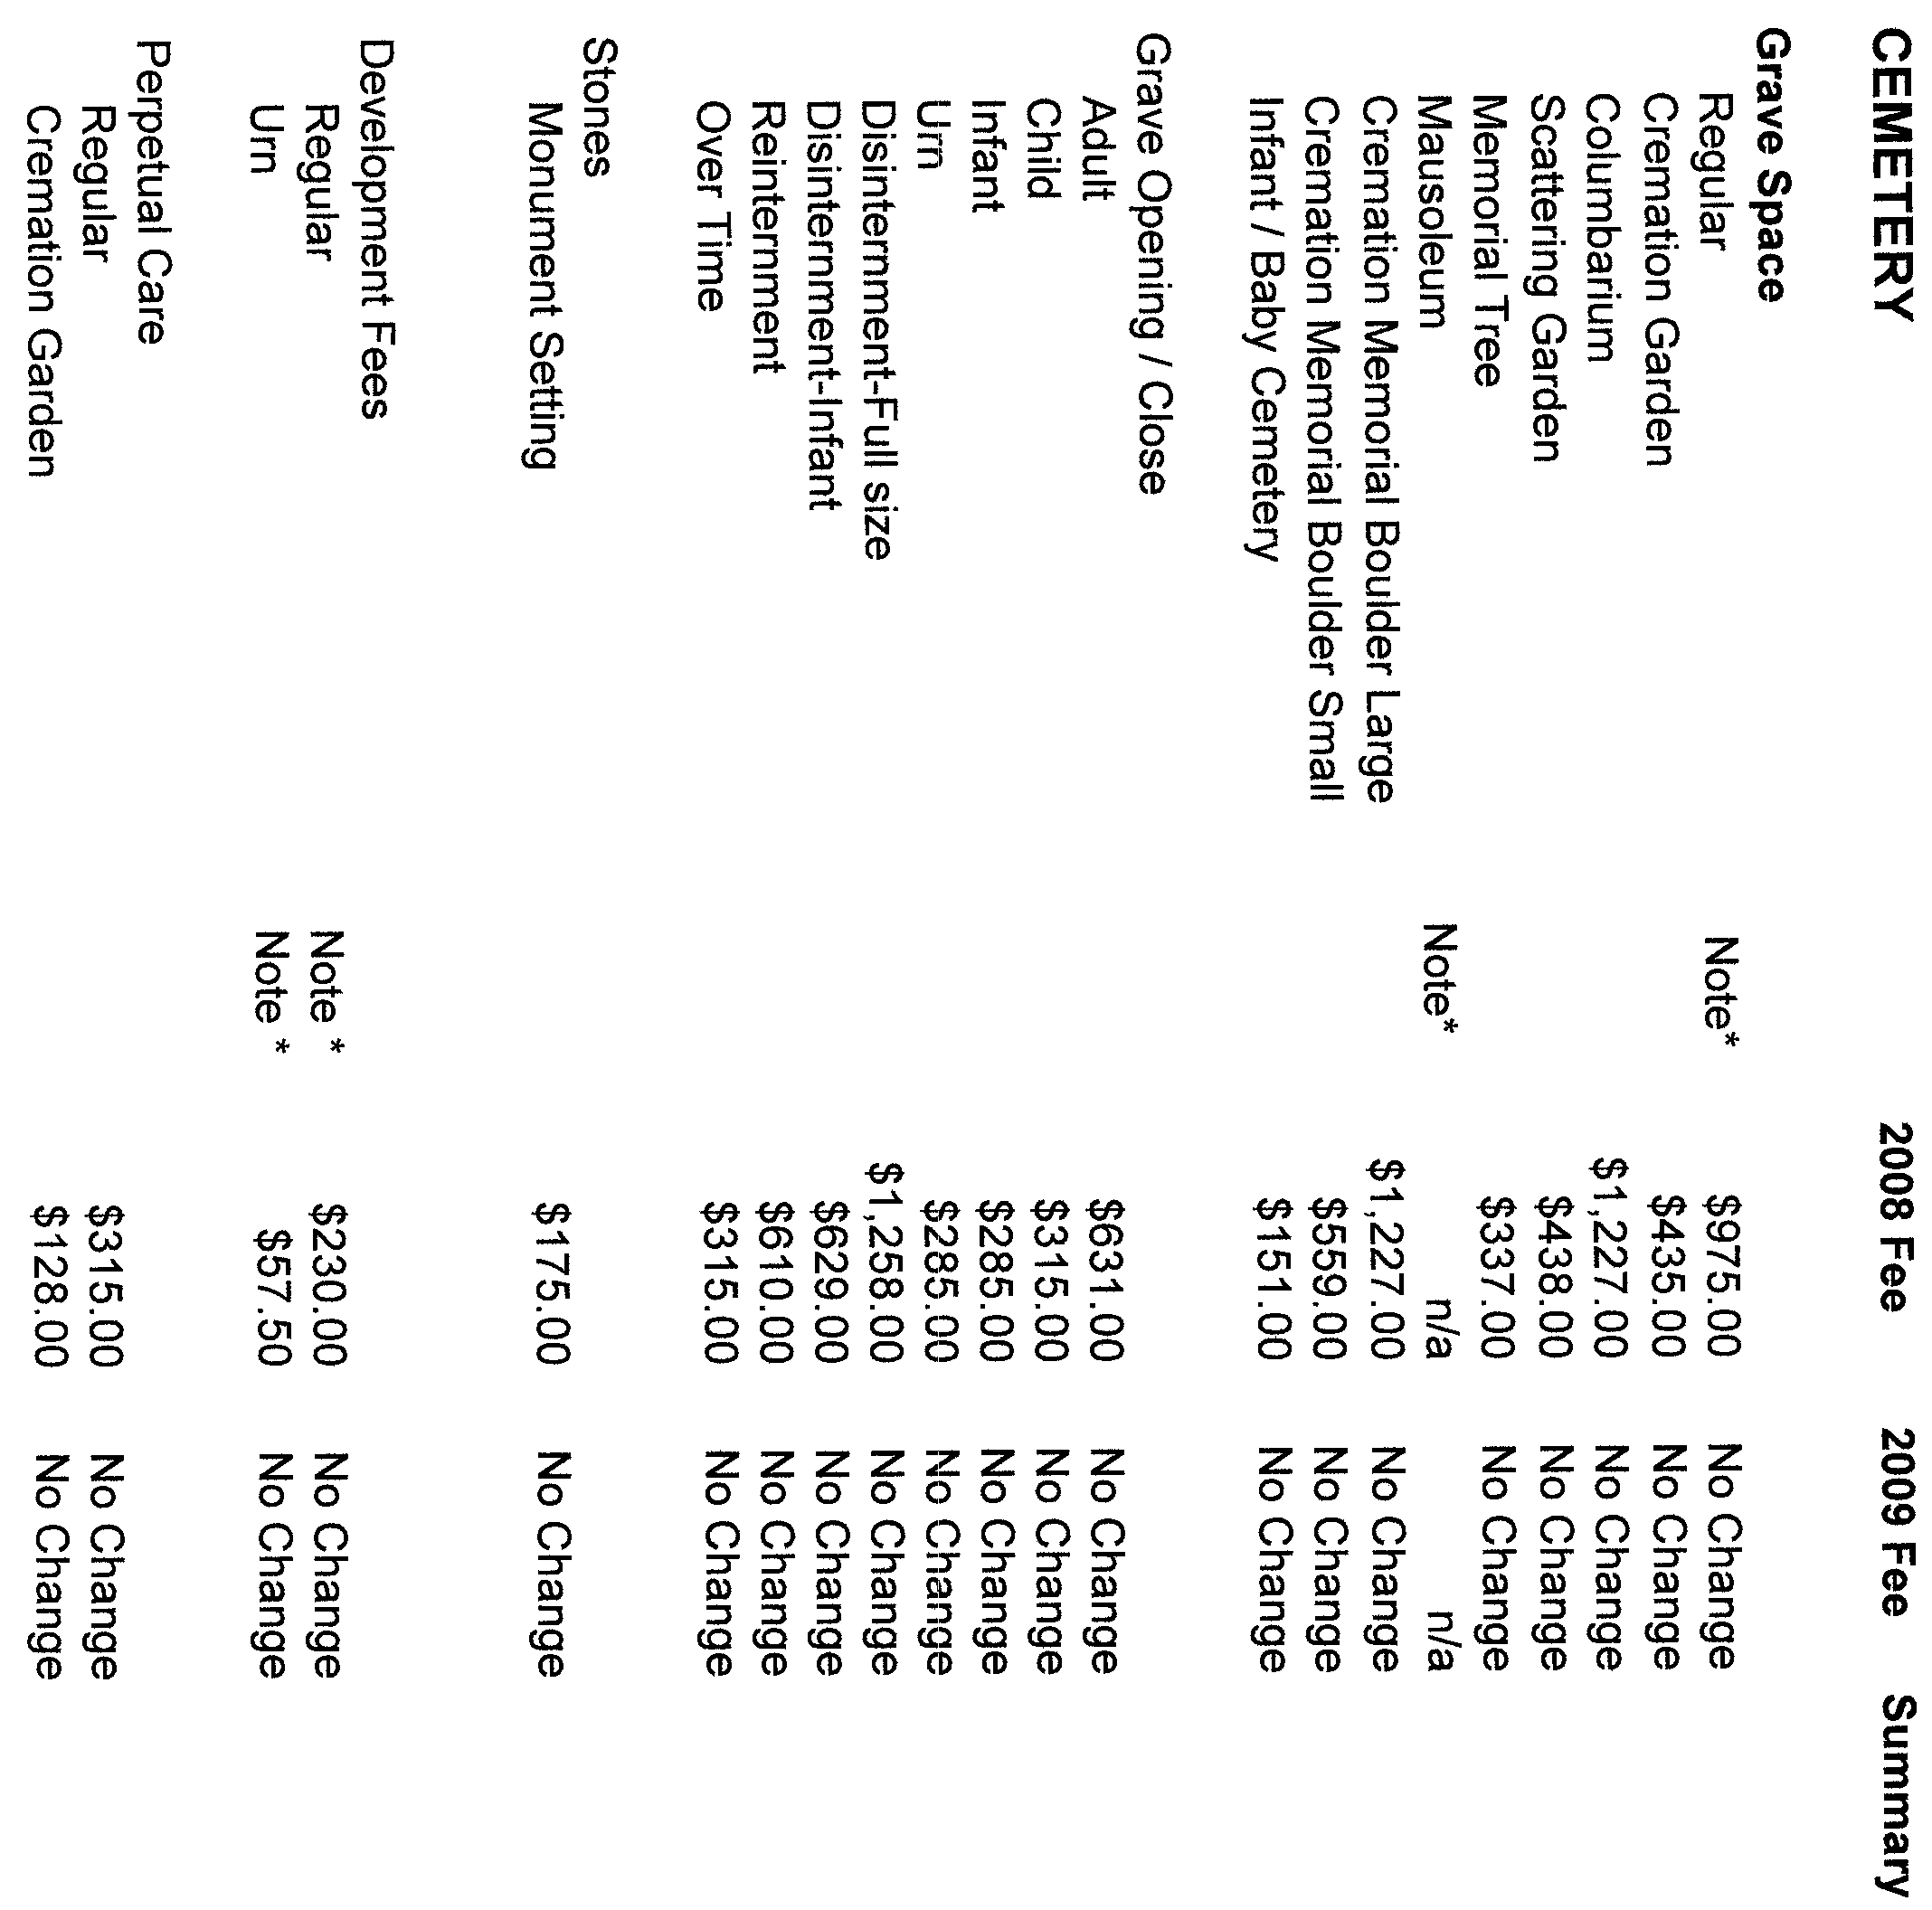 CEMETERY 2008 Fee 2009 Fee Summary
Grave Space
Regular Note* $975.00 No Change
Cremation Garden $435.00 No Change
Columbarium $1,227.00 No Change
Scattering Garden $438.00 No Change
Memorial Tree $337.00 No Change
Mausoleum Note* n/a n/a
Cremation Memorial Boulder Large $1,227.00 No Change
Cremation Memorial Boulder Small $559.00 No Change
Infant / Baby Cemetery $151.00 No Change
Grave Opening / Close
Adult $631.00 No Change
Child $315.00 No Change
Infant $285.00 No Change
Urn $285.00 No Change
Disinternment-Full size $1,258.00 No Change
Disinternment-Infant $629.00 No Change
Reinternment $610.00 No Change
Over Time $315.00 No Change
Stones
Monument Setting $175.00 No Change
Development Fees
Regular Note * $230.00 No Change
Urn Note * $57.50 No Change
Perpetual Care
Regular $315.00 No Change
Cremation Garden $128.00 No Change